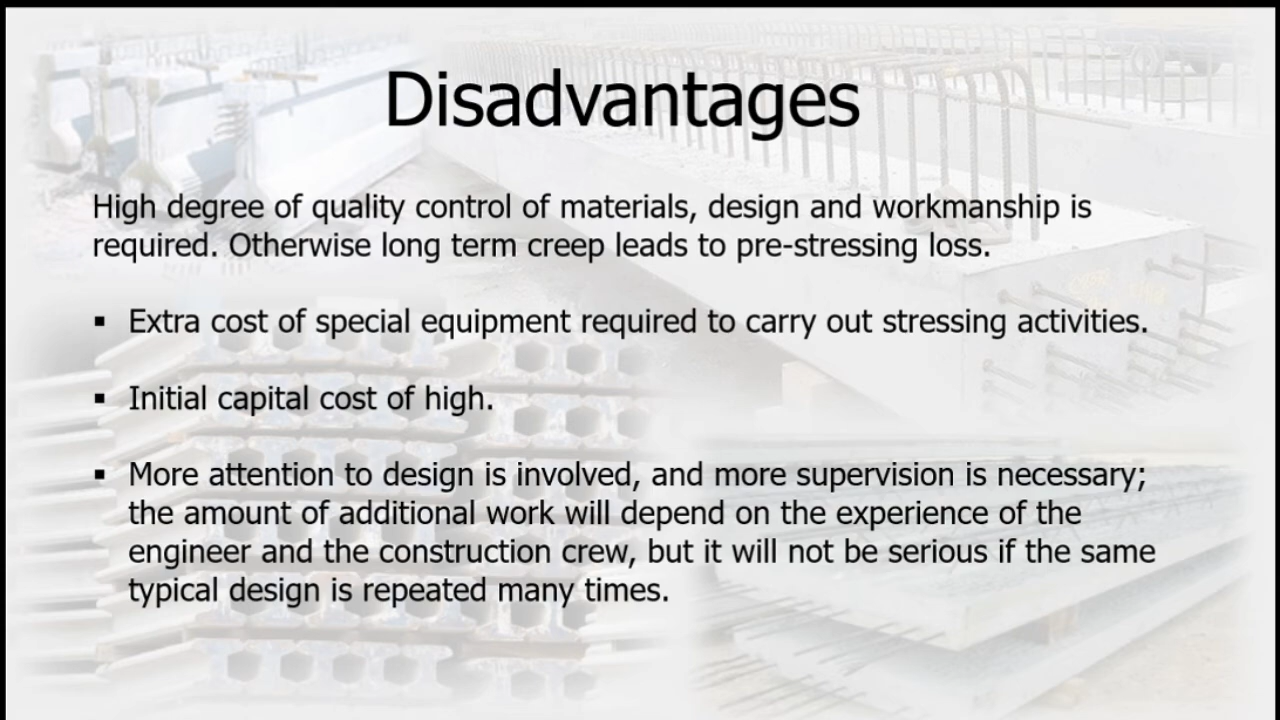 Disadvantages
High degree of quality control of materials, design and workmanship is
required. Otherwise long term creep leads to pre-stressing loss.
▪ Extra cost of special equipment required to carry out stressing activities.
▪ Initial capital cost of high.
▪ More attention to design is involved, and more supervision is necessary;
the amount of additional work will depend on the experience of the
engineer and the construction crew, but it will not be serious if the same
typical design is repeated many times.